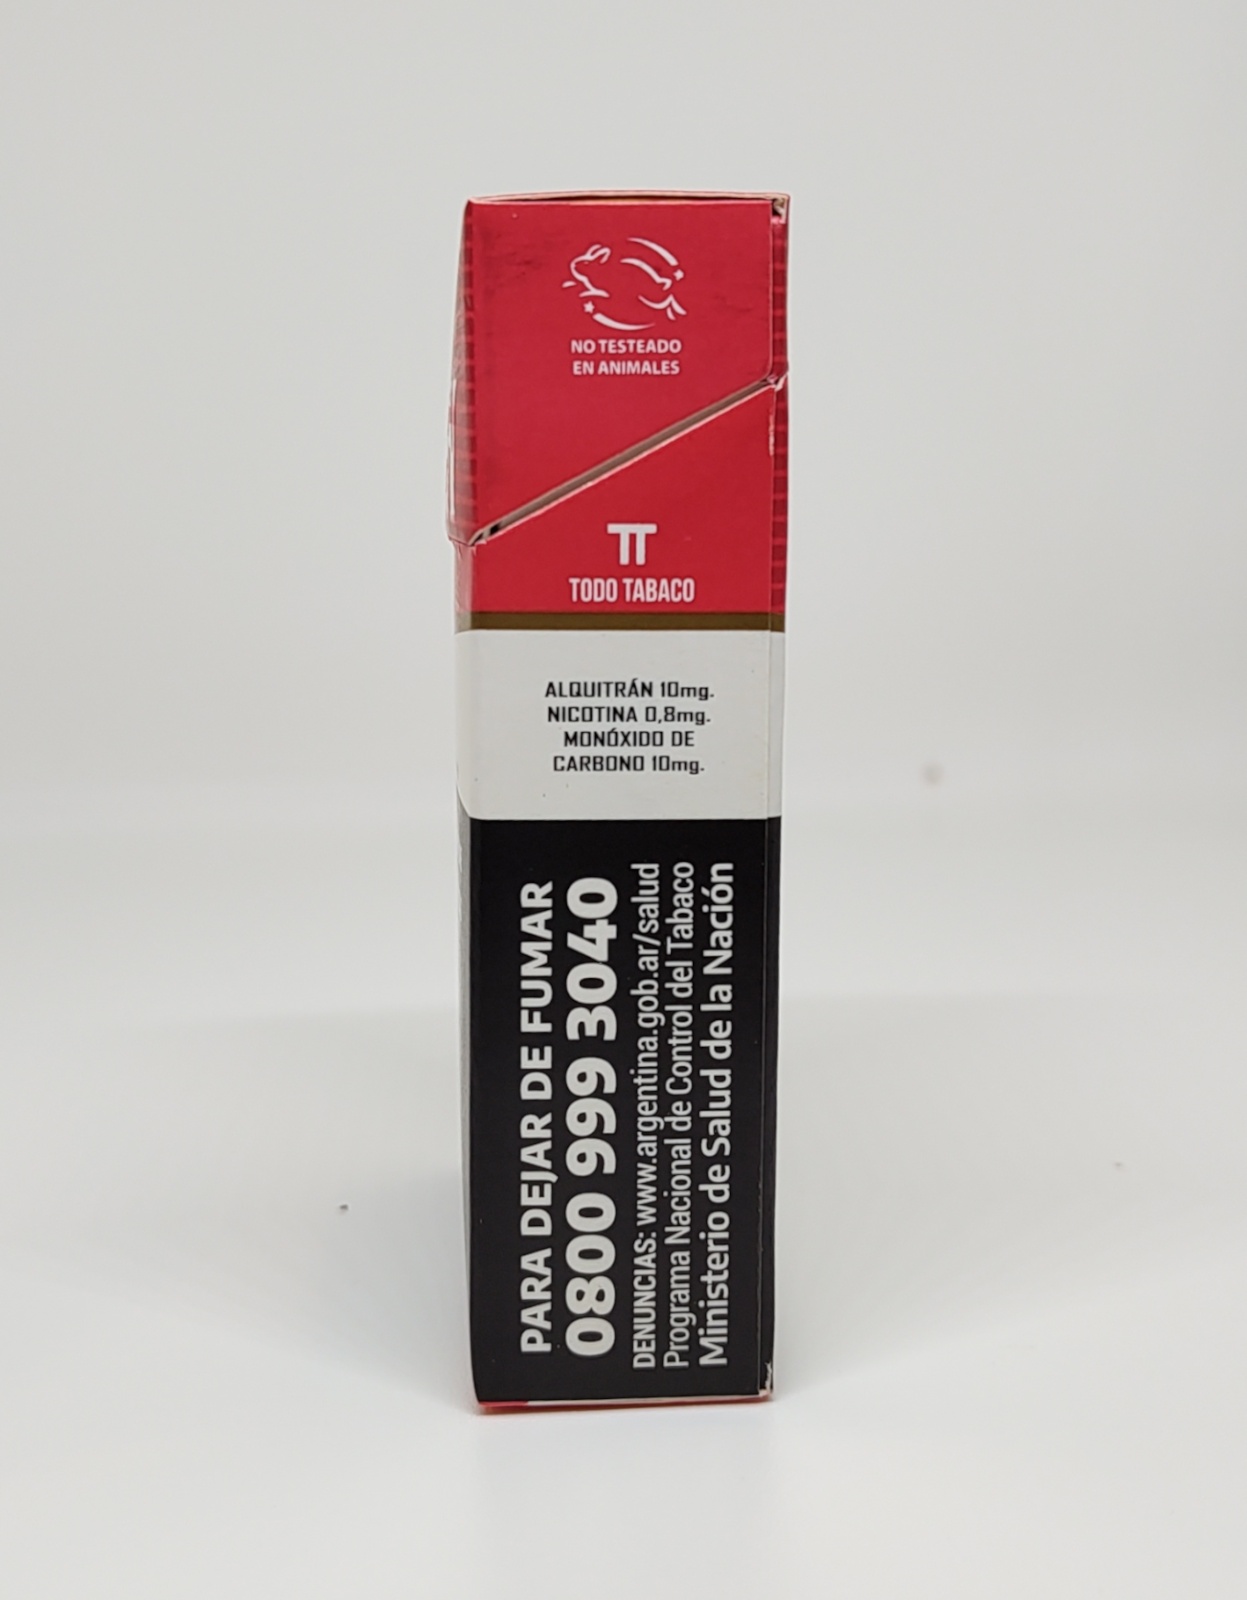 NO TESTEADO
EN ANIMALES
TT
TODO TABACO
ALQUITRÁN 10mg.
NICOTINA 0,8mg.
MONÓXIDO DE
CARBONO 10mg.
PARA DEJAR DE FUMAR
0800 999 3040
DENUNCIAS: www.argentina.gob.ar/salud
Programa Nacional de Control del Tabaco
Ministerio de Salud de la Nación